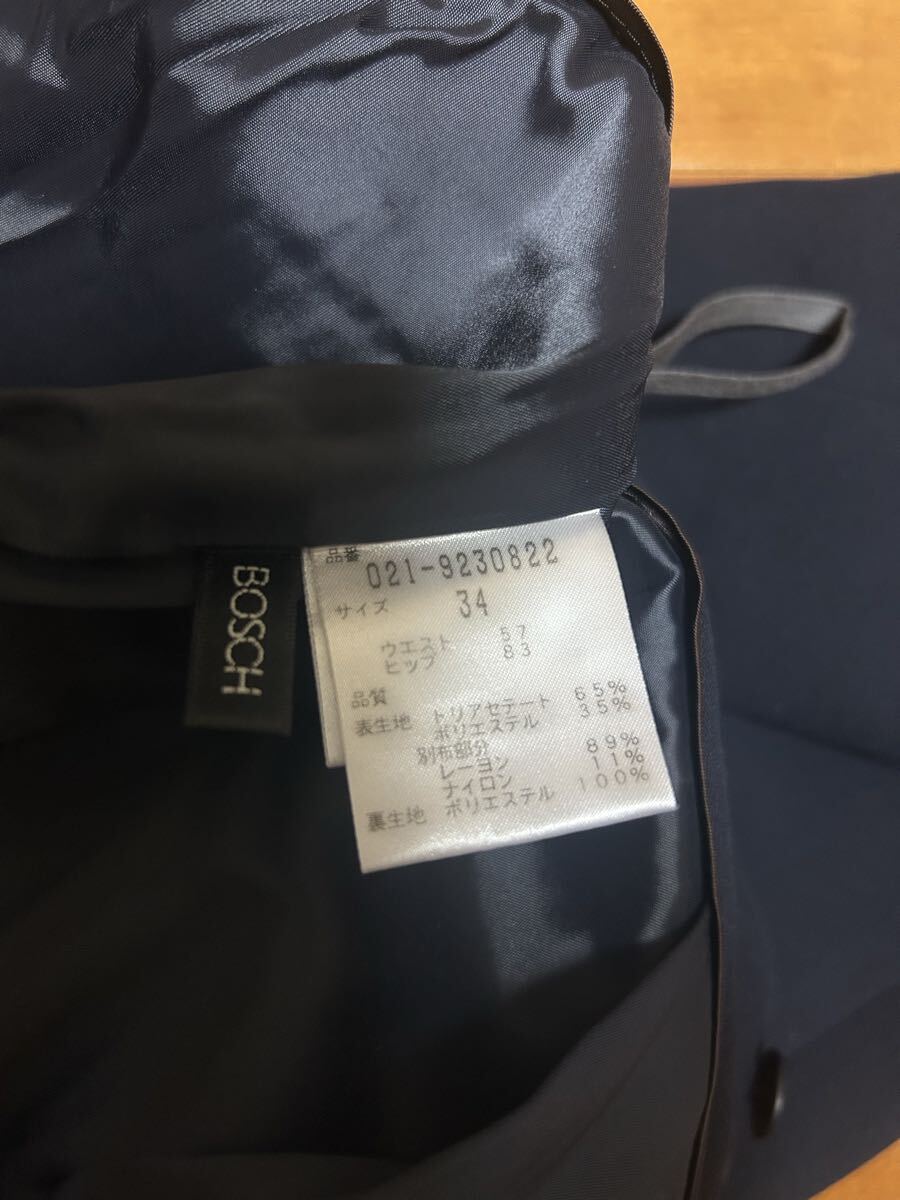 BOSCH
品番
021-9230822
サイズ 34
ウエスト 57
ヒップ 83
品質
表生地 トリアセテート 65%
ポリエステル 35%
別布部分
レーヨン 89%
ナイロン 11%
裏生地 ポリエステル 100%